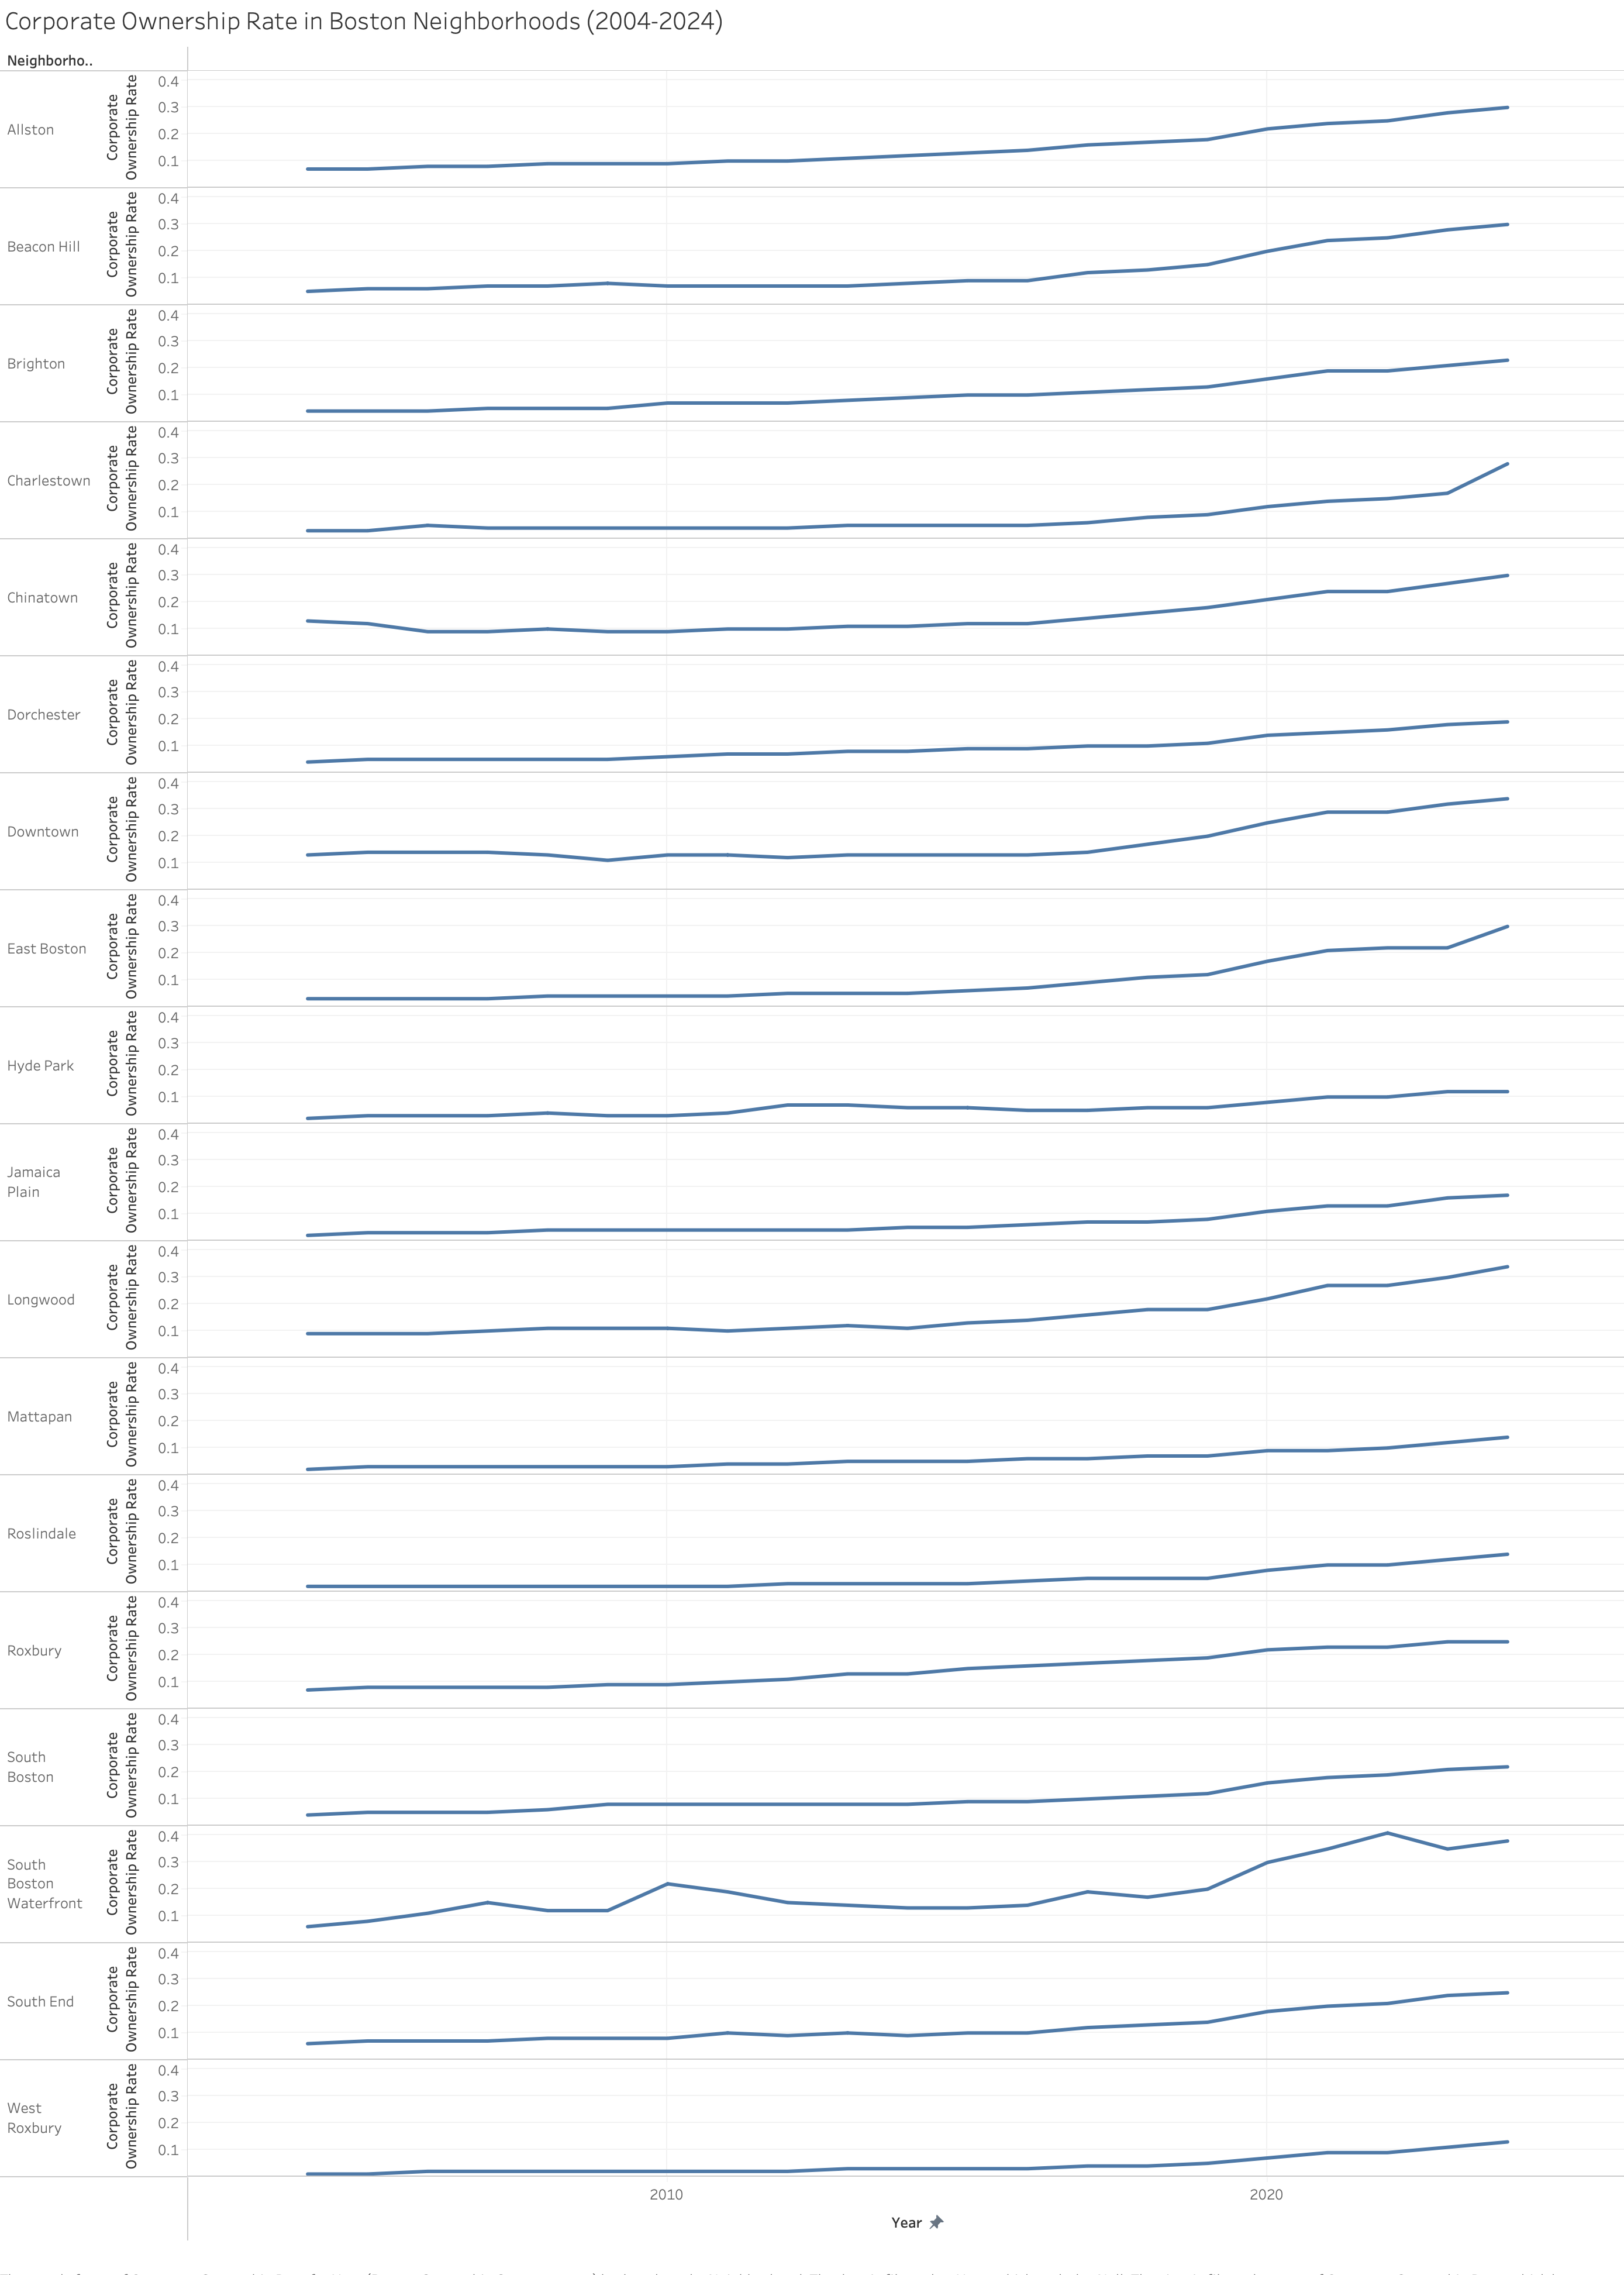 Corporate Ownership Rate in Boston Neighborhoods (2004-2024)
Neighborho..
Allston
Corporate
Ownership Rate
0.4
0.3
0.2
0.1
Beacon Hill
Corporate
Ownership Rate
0.4
0.3
0.2
0.1
Brighton
Corporate
Ownership Rate
0.4
0.3
0.2
0.1
Charlestown
Corporate
Ownership Rate
0.4
0.3
0.2
0.1
Chinatown
Corporate
Ownership Rate
0.4
0.3
0.2
0.1
Dorchester
Corporate
Ownership Rate
0.4
0.3
0.2
0.1
Downtown
Corporate
Ownership Rate
0.4
0.3
0.2
0.1
East Boston
Corporate
Ownership Rate
0.4
0.3
0.2
0.1
Hyde Park
Corporate
Ownership Rate
0.4
0.3
0.2
0.1
Jamaica
Plain
Corporate
Ownership Rate
0.4
0.3
0.2
0.1
Longwood
Corporate
Ownership Rate
0.4
0.3
0.2
0.1
Mattapan
Corporate
Ownership Rate
0.4
0.3
0.2
0.1
Roslindale
Corporate
Ownership Rate
0.4
0.3
0.2
0.1
Roxbury
Corporate
Ownership Rate
0.4
0.3
0.2
0.1
South
Boston
Corporate
Ownership Rate
0.4
0.3
0.2
0.1
South
Boston
Waterfront
Corporate
Ownership Rate
0.4
0.3
0.2
0.1
South End
Corporate
Ownership Rate
0.4
0.3
0.2
0.1
West
Roxbury
Corporate
Ownership Rate
0.4
0.3
0.2
0.1
2010
2020
Year